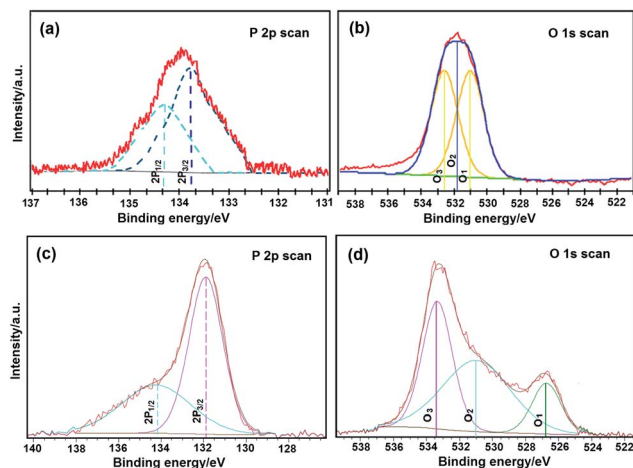 (a)
P 2p scan
Intensity/a.u.
2P1/2
2P3/2
137 136 135 134 133 132 131
Binding energy/eV
(b)
O 1s scan
O3
O2
O1
538 536 534 532 530 528 526 524 522
Binding energy/eV
(c)
P 2p scan
Intensity/a.u.
2P1/2
2P3/2
140 138 136 134 132 130 128
Binding energy/eV
(d)
O 1s scan
O3
O2
O1
538 536 534 532 530 528 526 524 522
Binding energy/eV